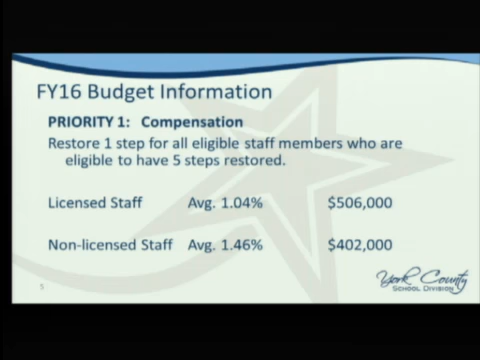 FY16 Budget Information
PRIORITY 1: Compensation
Restore 1 step for all eligible staff members who are
eligible to have 5 steps restored.
Licensed Staff Avg. 1.04% $506,000
Non-licensed Staff Avg. 1.46% $402,000
York County
SCHOOL DIVISION
5